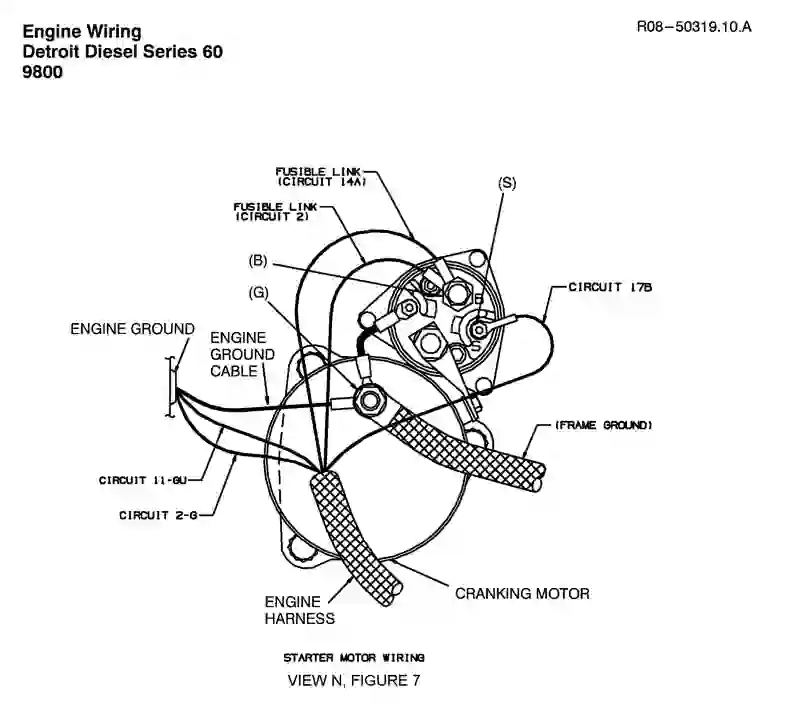 Engine Wiring
Detroit Diesel Series 60
9800
R08-50319.10.A
FUSIBLE LINK
(CIRCUIT 14A)
(S)
FUSIBLE LINK
(CIRCUIT 2)
(B)
(G)
CIRCUIT 17B
ENGINE GROUND
ENGINE
GROUND
CABLE
(FRAME GROUND)
CIRCUIT 11-GU
CIRCUIT 2-G
ENGINE
HARNESS
CRANKING MOTOR
STARTER MOTOR WIRING
VIEW N, FIGURE 7